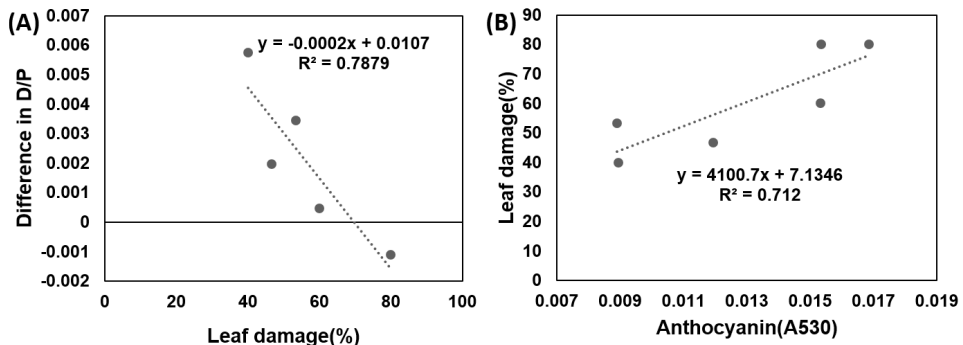 (A)
Difference in D/P
0.007
0.006
0.005
0.004
0.003
0.002
0.001
0
-0.001
-0.002
y = -0.0002x + 0.0107
R² = 0.7879
0 20 40 60 80 100
Leaf damage(%)
(B)
Leaf damage(%)
90
80
70
60
50
40
30
20
10
0
y = 4100.7x + 7.1346
R² = 0.712
0.007 0.009 0.011 0.013 0.015 0.017 0.019
Anthocyanin(A530)